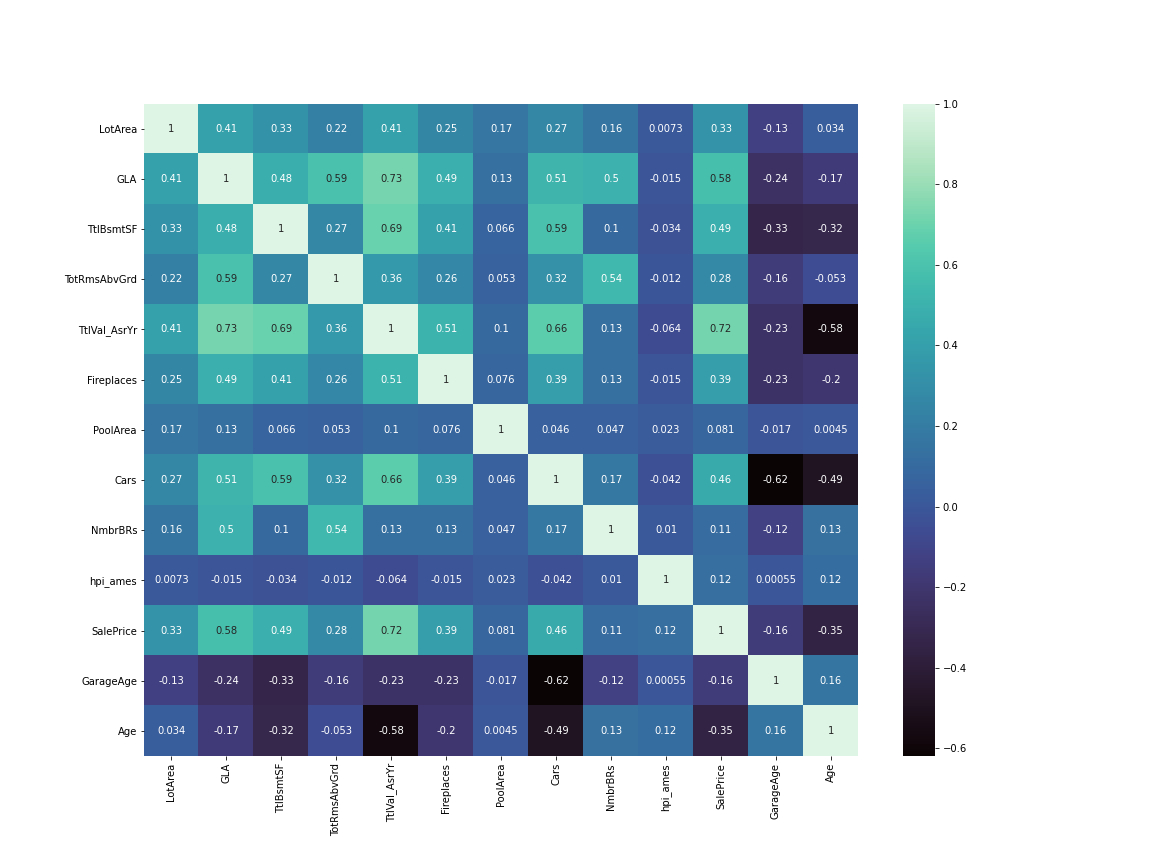 LotArea 1 0.41 0.33 0.22 0.41 0.25 0.17 0.27 0.16 0.0073 0.33 -0.13 0.034
GLA 0.41 1 0.48 0.59 0.73 0.49 0.13 0.51 0.5 -0.015 0.58 -0.24 -0.17
TtlBsmtSF 0.33 0.48 1 0.27 0.69 0.41 0.066 0.59 0.1 -0.034 0.49 -0.33 -0.32
TotRmsAbvGrd 0.22 0.59 0.27 1 0.36 0.26 0.053 0.32 0.54 -0.012 0.28 -0.16 -0.053
TtlVal_AsrYr 0.41 0.73 0.69 0.36 1 0.51 0.1 0.66 0.13 -0.064 0.72 -0.23 -0.58
Fireplaces 0.25 0.49 0.41 0.26 0.51 1 0.076 0.39 0.13 -0.015 0.39 -0.23 -0.2
PoolArea 0.17 0.13 0.066 0.053 0.1 0.076 1 0.046 0.047 0.023 0.081 -0.017 0.0045
Cars 0.27 0.51 0.59 0.32 0.66 0.39 0.046 1 0.17 -0.042 0.46 -0.62 -0.49
NmbrBRs 0.16 0.5 0.1 0.54 0.13 0.13 0.047 0.17 1 0.01 0.11 -0.12 0.13
hpi_ames 0.0073 -0.015 -0.034 -0.012 -0.064 -0.015 0.023 -0.042 0.01 1 0.12 0.00055 0.12
SalePrice 0.33 0.58 0.49 0.28 0.72 0.39 0.081 0.46 0.11 0.12 1 -0.16 -0.35
GarageAge -0.13 -0.24 -0.33 -0.16 -0.23 -0.23 -0.017 -0.62 -0.12 0.00055 -0.16 1 0.16
Age 0.034 -0.17 -0.32 -0.053 -0.58 -0.2 0.0045 -0.49 0.13 0.12 -0.35 0.16 1
LotArea GLA TtlBsmtSF TotRmsAbvGrd TtlVal_AsrYr Fireplaces PoolArea Cars NmbrBRs hpi_ames SalePrice GarageAge Age
1.0
0.8
0.6
0.4
0.2
0.0
−0.2
−0.4
−0.6